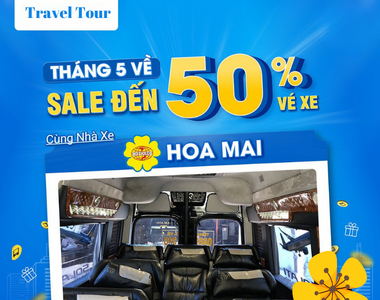 Travel Tour
THÁNG 5 VỀ
SALE ĐẾN 50%
VÉ XE
Cùng Nhà Xe
HOA MAI